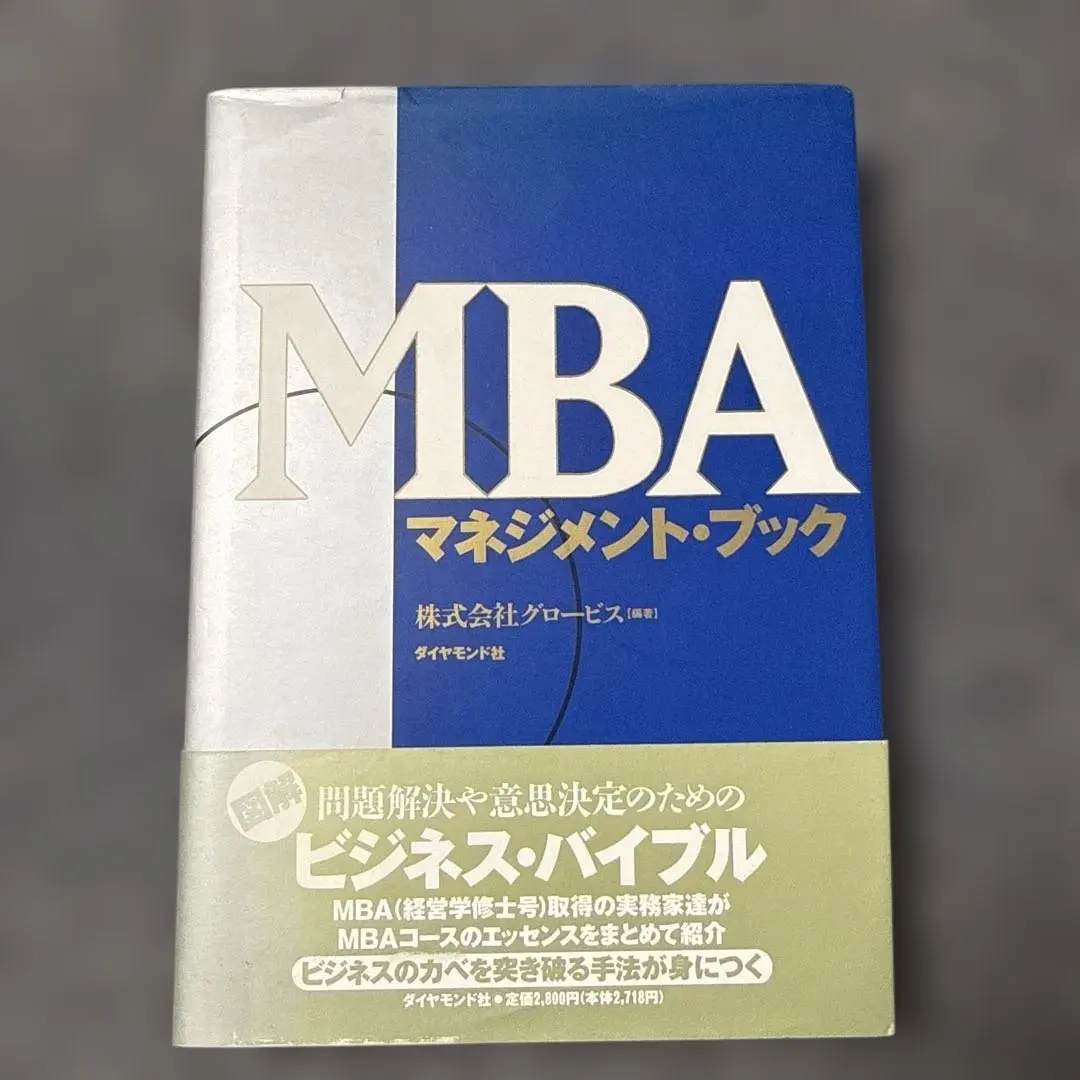 MBA
マネジメント・ブック
株式会社グロービス[編著]
ダイヤモンド社
図解
問題解決や意思決定のための
ビジネス・バイブル
MBA(経営学修士号)取得の実務家達が
MBAコースのエッセンスをまとめて紹介
ビジネスのカベを突き破る手法が身につく
ダイヤモンド社●定価2,800円(本体2,718円)